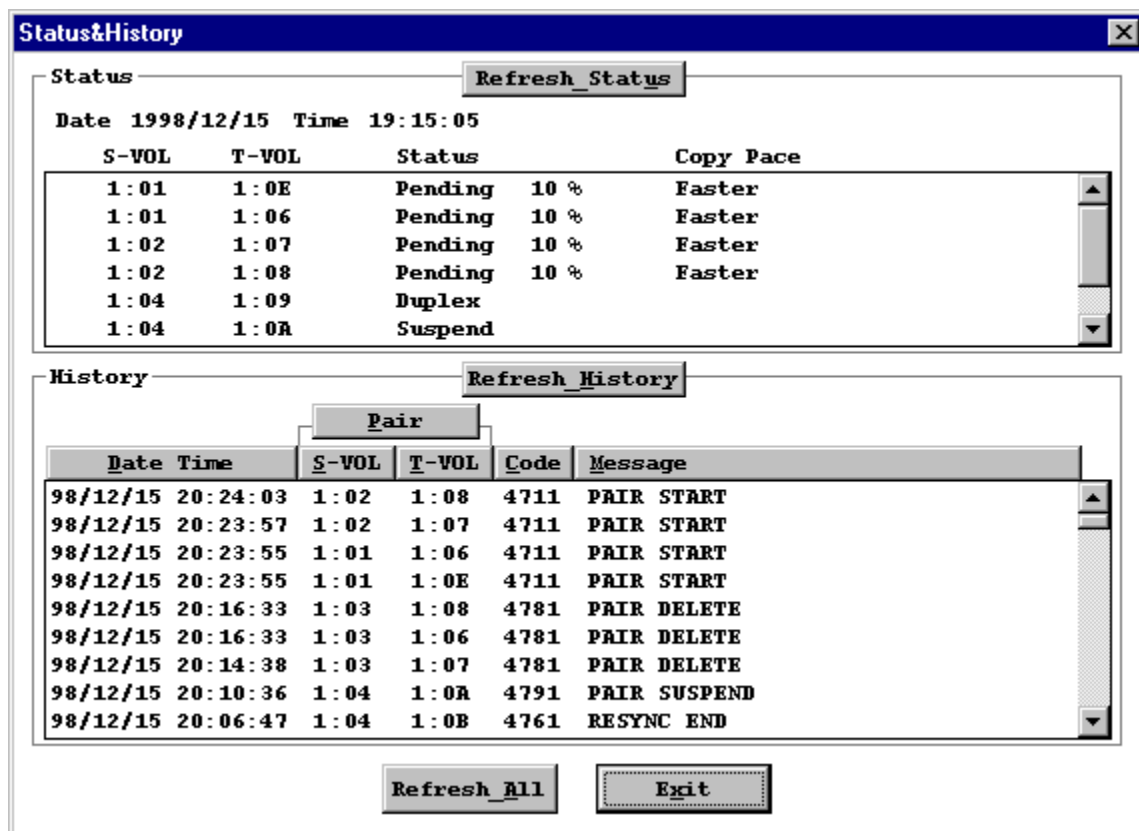 Status&History
Status Refresh_Status
Date 1998/12/15 Time 19:15:05
S-VOL T-VOL Status Copy Pace
1:01 1:0E Pending 10 % Faster
1:01 1:06 Pending 10 % Faster
1:02 1:07 Pending 10 % Faster
1:02 1:08 Pending 10 % Faster
1:04 1:09 Duplex
1:04 1:0A Suspend
History Refresh_History
Pair
Date Time S-VOL T-VOL Code Message
98/12/15 20:24:03 1:02 1:08 4711 PAIR START
98/12/15 20:23:57 1:02 1:07 4711 PAIR START
98/12/15 20:23:55 1:01 1:06 4711 PAIR START
98/12/15 20:23:55 1:01 1:0E 4711 PAIR START
98/12/15 20:16:33 1:03 1:08 4781 PAIR DELETE
98/12/15 20:16:33 1:03 1:06 4781 PAIR DELETE
98/12/15 20:14:38 1:03 1:07 4781 PAIR DELETE
98/12/15 20:10:36 1:04 1:0A 4791 PAIR SUSPEND
98/12/15 20:06:47 1:04 1:0B 4761 RESYNC END
Refresh_All Exit